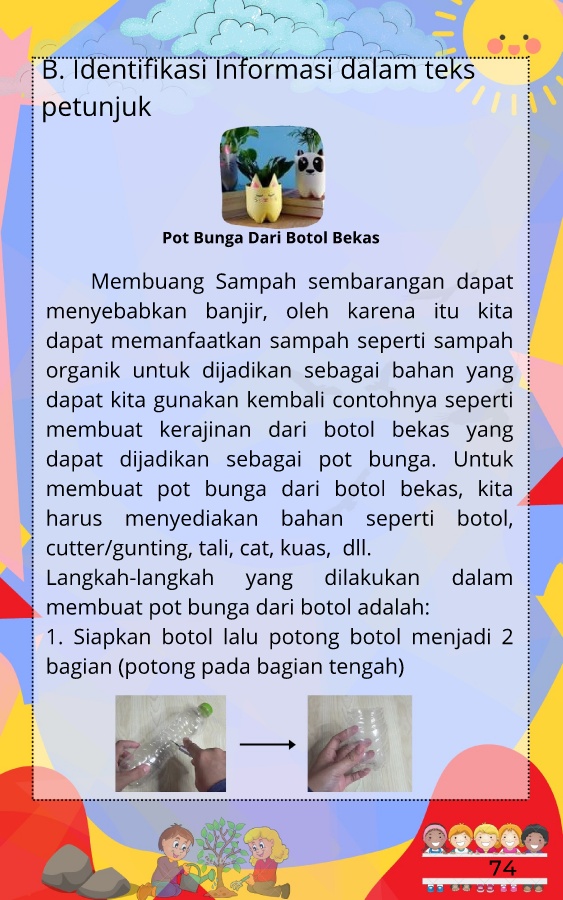 B. Identifikasi Informasi dalam teks
petunjuk
Pot Bunga Dari Botol Bekas
Membuang Sampah sembarangan dapat
menyebabkan banjir, oleh karena itu kita
dapat memanfaatkan sampah seperti sampah
organik untuk dijadikan sebagai bahan yang
dapat kita gunakan kembali contohnya seperti
membuat kerajinan dari botol bekas yang
dapat dijadikan sebagai pot bunga. Untuk
membuat pot bunga dari botol bekas, kita
harus menyediakan bahan seperti botol,
cutter/gunting, tali, cat, kuas, dll.
Langkah-langkah yang dilakukan dalam
membuat pot bunga dari botol adalah:
1. Siapkan botol lalu potong botol menjadi 2
bagian (potong pada bagian tengah)
74